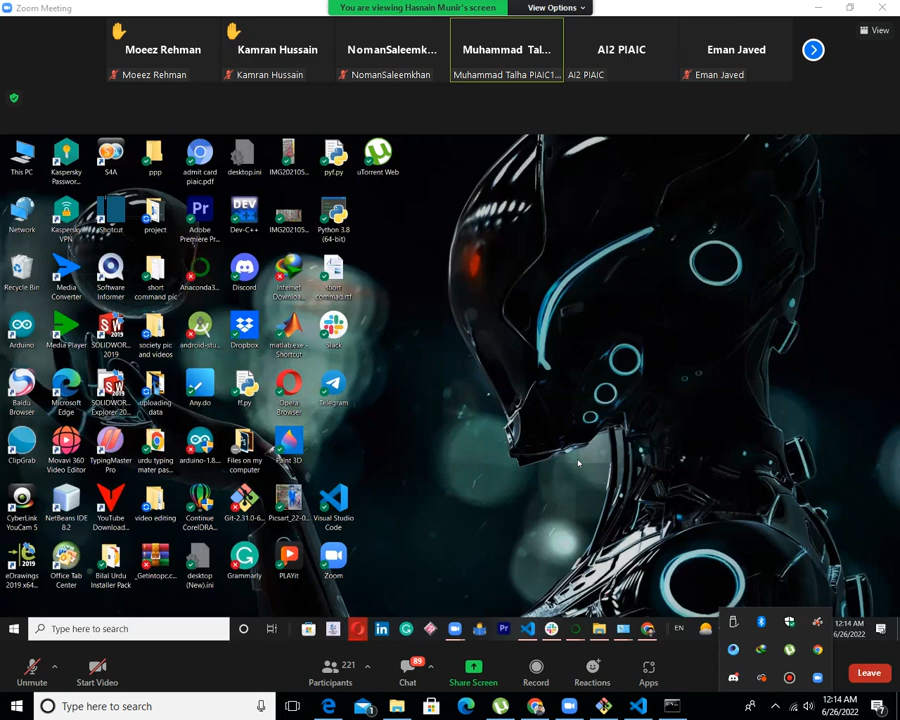 Zoom Meeting
You are viewing Hasnain Munir's screen
View Options
View
Moeez Rehman
Kamran Hussain
NomanSaleemk...
Muhammad Tal...
AI2 PIAIC
Eman Javed
Moeez Rehman
Kamran Hussain
NomanSaleemkhan
Muhammad Talha PIAIC1...
AI2 PIAIC
Eman Javed
This PC
Kaspersky
Passwor...
S4A
ppp
admit card
piaic.pdf
desktop.ini
IMG202105...
pyf.py
uTorrent Web
Network
Kaspersky
VPN
Shotcut
project
Adobe
Premiere Pr...
Dev-C++
IMG202105...
Python 3.8
(64-bit)
Recycle Bin
Media
Converter
Software
Informer
short
command pic
Anaconda3...
Discord
Internet
Downloa...
short
commad.rtf
Arduino
Media Player
SOLIDWOR...
2019
society pic
and videos
android-stu...
Dropbox
matlab.exe -
Shortcut
Slack
Baidu
Browser
Microsoft
Edge
SOLIDWOR...
Explorer 20...
uploading
data
Any.do
ff.py
Opera
Browser
Telegram
ClipGrab
Movavi 360
Video Editor
TypingMaster
Pro
urdu typing
mater pas...
arduino-1.8...
Files on my
computer
Paint 3D
CyberLink
YouCam 5
NetBeans IDE
8.2
YouTube
Download...
video editing
Continue
CorelDRA...
Git-2.31.0-6...
Picsart_22-0...
Visual Studio
Code
eDrawings
2019 x64...
Office Tab
Center
Bilal Urdu
Installer Pack
_Getintopc.c...
desktop
(New).ini
Grammarly
PLAYit
Zoom
Type here to search
EN
12:14 AM
6/26/2022
Unmute
Start Video
221
Participants
89
Chat
Share Screen
Record
Reactions
Apps
Leave
Type here to search
12:14 AM
6/26/2022